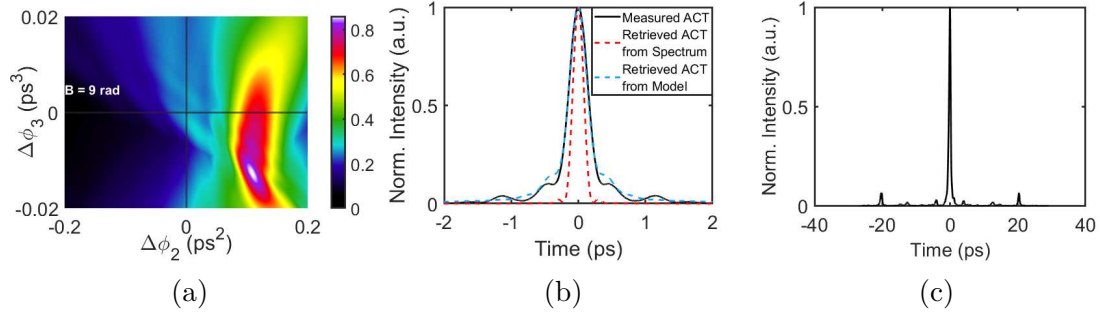 0.02
0
-0.02
Δϕ₃ (ps³)
B = 9 rad
-0.2
0
0.2
Δϕ₂ (ps²)
0.8
0.6
0.4
0.2
0
(a)
Norm. Intensity (a.u.)
1
0.5
0
Measured ACT
Retrieved ACT
from Spectrum
Retrieved ACT
from Model
-2
-1
0
1
2
Time (ps)
(b)
Norm. Intensity (a.u.)
1
0.5
0
-40
-20
0
20
40
Time (ps)
(c)